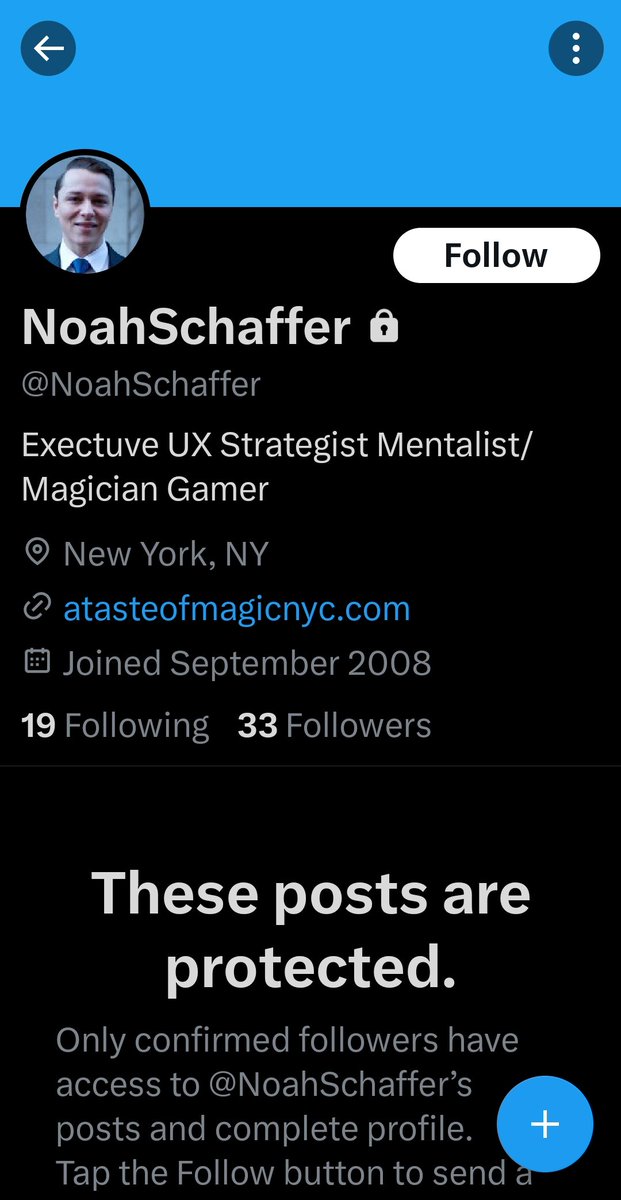 Follow
NoahSchaffer
@NoahSchaffer
Exectuve UX Strategist Mentalist/
Magician Gamer
New York, NY
atasteofmagicnyc.com
Joined September 2008
19 Following 33 Followers
These posts are
protected.
Only confirmed followers have
access to @NoahSchaffer’s
posts and complete profile.
Tap the Follow button to send a